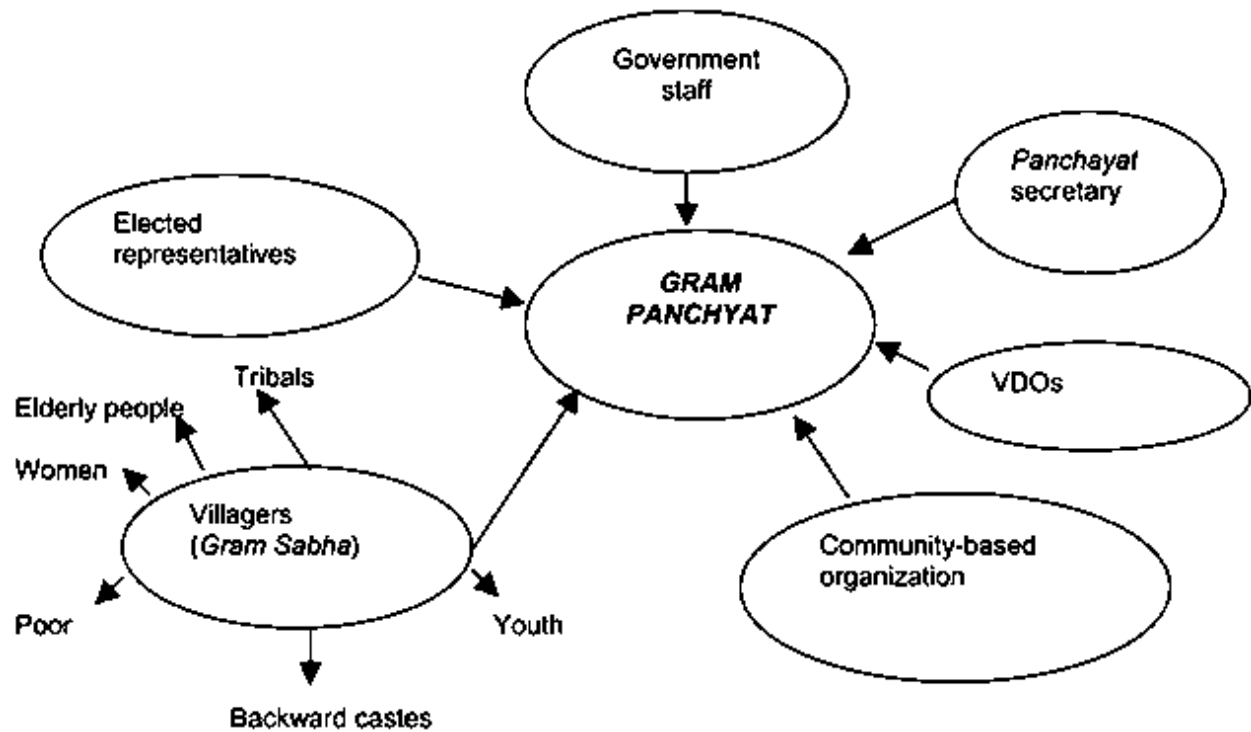 Government
staff
Panchayat
secretary
Elected
representatives
GRAM
PANCHYAT
Tribals
VDOs
Elderly people
Women
Villagers
(Gram Sabha)
Community-based
organization
Poor
Youth
Backward castes